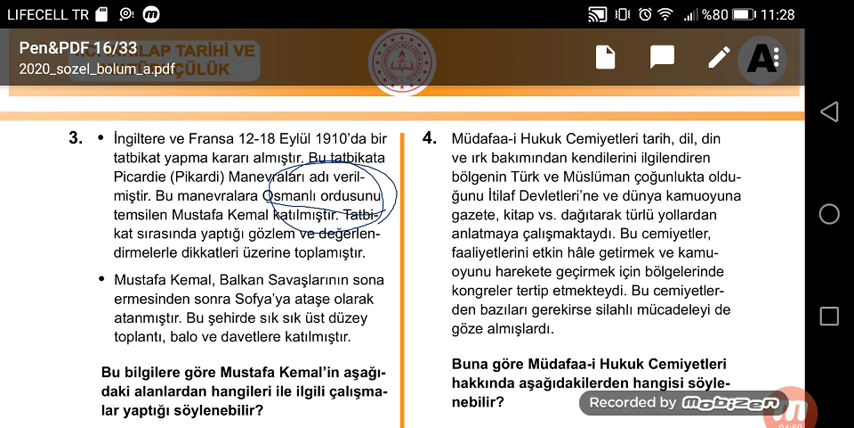 LIFECELL TR
%80 11:28
Pen&PDF 16/33
2020_sozel_bolum_a.pdf
A
3. • İngiltere ve Fransa 12-18 Eylül 1910'da bir
tatbikat yapma kararı almıştır. Bu tatbikata
Picardie (Pikardi) Manevraları adı veril-
miştir. Bu manevralara Osmanlı ordusunu
temsilen Mustafa Kemal katılmıştır. Tatbi-
kat sırasında yaptığı gözlem ve değerlen-
dirmelerle dikkatleri üzerine toplamıştır.
• Mustafa Kemal, Balkan Savaşlarının sona
ermesinden sonra Sofya'ya ataşe olarak
atanmıştır. Bu şehirde sık sık üst düzey
toplantı, balo ve davetlere katılmıştır.
Bu bilgilere göre Mustafa Kemal'in aşağı-
daki alanlardan hangileri ile ilgili çalışma-
lar yaptığı söylenebilir?
4. Müdafaa-i Hukuk Cemiyetleri tarih, dil, din
ve ırk bakımından kendilerini ilgilendiren
bölgenin Türk ve Müslüman çoğunlukta oldu-
ğunu İtilaf Devletleri'ne ve dünya kamuoyuna
gazete, kitap vs. dağıtarak türlü yollardan
anlatmaya çalışmaktaydı. Bu cemiyetler,
faaliyetlerini etkin hâle getirmek ve kamu-
oyunu harekete geçirmek için bölgelerinde
kongreler tertip etmekteydi. Bu cemiyetler-
den bazıları gerekirse silahlı mücadeleyi de
göze almışlardı.
Buna göre Müdafaa-i Hukuk Cemiyetleri
hakkında aşağıdakilerden hangisi söyle-
nebilir?
Recorded by Mobizen